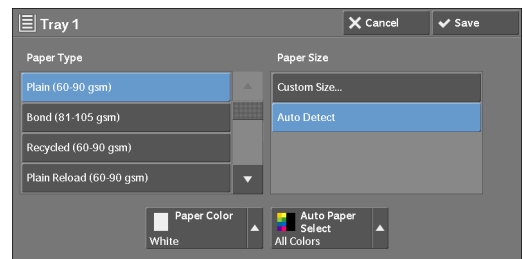 Tray 1
Cancel
Save
Paper Type
Paper Size
Plain (60-90 gsm)
Bond (81-105 gsm)
Recycled (60-90 gsm)
Plain Reload (60-90 gsm)
Custom Size...
Auto Detect
Paper Color
White
Auto Paper
Select
All Colors